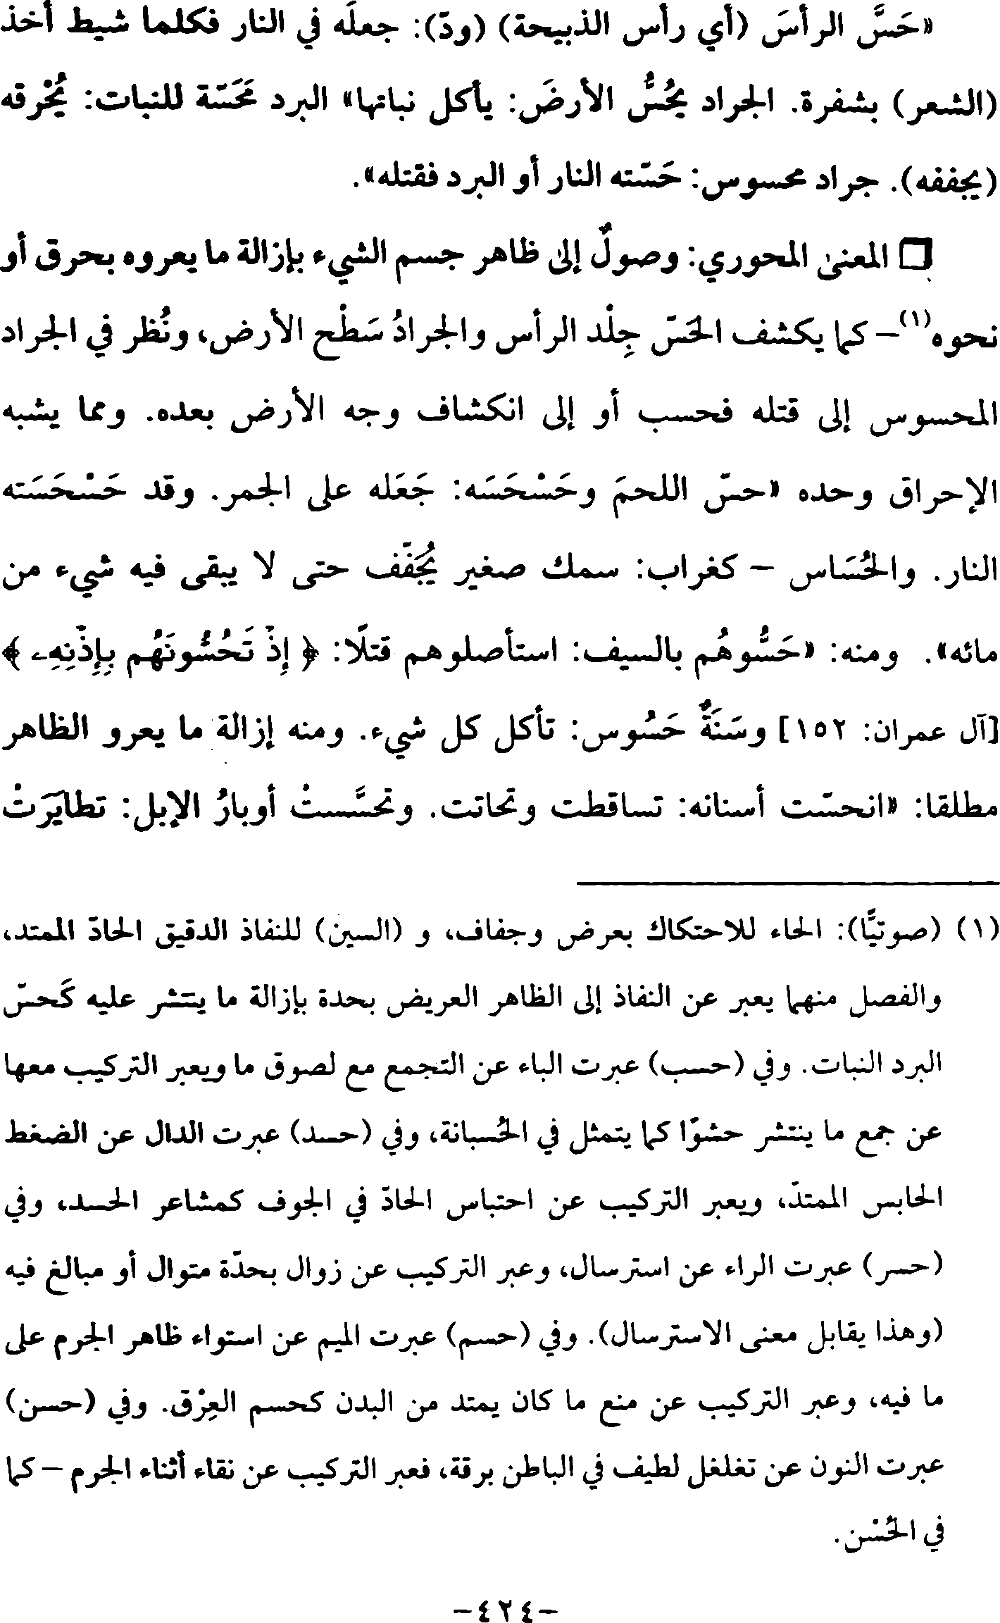 «حَسَّ الرأسَ (أي رأس الذبيحة) (ودّ): جعلَه في النار فكلما شيط أخذ
(الشعر) بشفرة. الجراد يَحُسُّ الأرضَ: يأكل نباتها» البرد مَحَسّة للنبات: يُحْرقه
(يجففه). جراد محسوس: حَسّته النار أو البرد فقتله».
□ المعنى المحوري: وصولٌ إلى ظاهر جسم الشيء بإزالة ما يعروه بحرق أو
نحوه(١) – كما يكشف الحَسّ جِلْد الرأس والجرادُ سَطْح الأرض، ونُظر في الجراد
المحسوس إلى قتله فحسب أو إلى انكشاف وجه الأرض بعده. ومما يشبه
الإحراق وحده «حسّ اللحمَ وحَسْحَسَه: جَعَله على الجمر. وقد حَسْحَسَته
النار. والحُسَاس – كغراب: سمك صغير يُجَفّف حتى لا يبقى فيه شيء من
مائه». ومنه: «حَسُّوهُم بالسيف: استأصلوهم قتلًا: ﴿ إِذْ تَحُسُّونَهُم بِإِذْنِهِۦ ﴾
[آل عمران: ١٥٢] وسَنَةٌ حَسُوس: تأكل كل شيء. ومنه إزالة ما يعرو الظاهر
مطلقا: «انحسّت أسنانه: تساقطت وتحاتت. وتحسَّستْ أوبارُ الإبل: تطايَرَتْ
(١) (صوتيًّا): الحاء للاحتكاك بعرض وجفاف، و (السين) للنفاذ الدقيق الحادّ الممتد،
والفصل منهما يعبر عن النفاذ إلى الظاهر العريض بحدة بإزالة ما ينتشر عليه كَحسّ
البرد النبات. وفي (حسب) عبرت الباء عن التجمع مع لصوق ما ويعبر التركيب معها
عن جمع ما ينتشر حشوًا كما يتمثل في الحُسبانة، وفي (حسد) عبرت الدال عن الضغط
الحابس الممتدّ، ويعبر التركيب عن احتباس الحادّ في الجوف كمشاعر الحسد، وفي
(حسر) عبرت الراء عن استرسال، وعبر التركيب عن زوال بحدّة متوال أو مبالغ فيه
(وهذا يقابل معنى الاسترسال). وفي (حسم) عبرت الميم عن استواء ظاهر الجرم على
ما فيه، وعبر التركيب عن منع ما كان يمتد من البدن كحسم العِرْق. وفي (حسن)
عبرت النون عن تغلغل لطيف في الباطن برقة، فعبر التركيب عن نقاء أثناء الجرم – كما
في الحُسْن.
–٤٢٤–